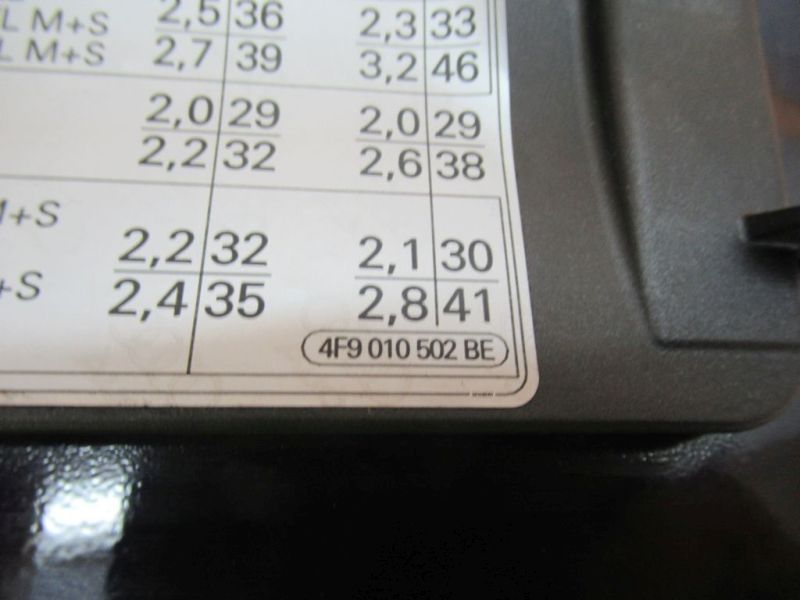 L M+S 2,5 36 2,3 33
L M+S 2,7 39 3,2 46
2,0 29 2,0 29
2,2 32 2,6 38
M+S
2,2 32 2,1 30
+S 2,4 35 2,8 41
4F9 010 502 BE